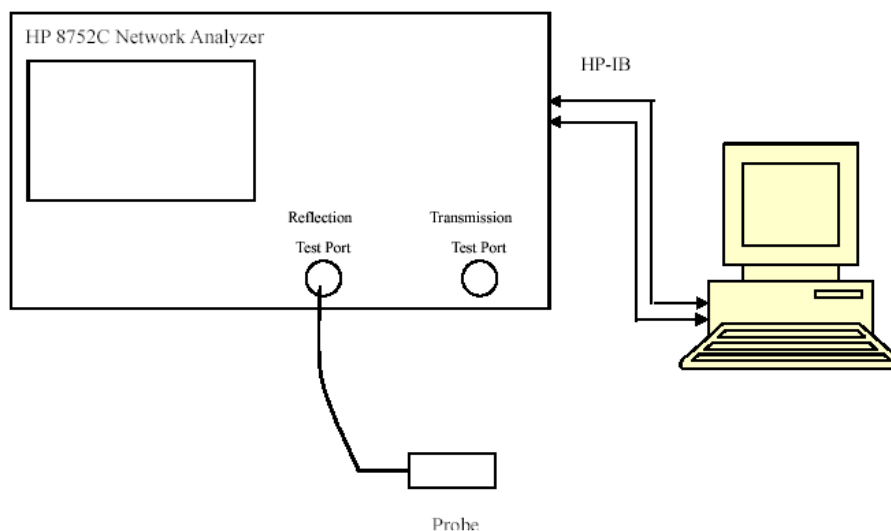 HP 8752C Network Analyzer
HP-IB
Reflection
Test Port
Transmission
Test Port
Probe